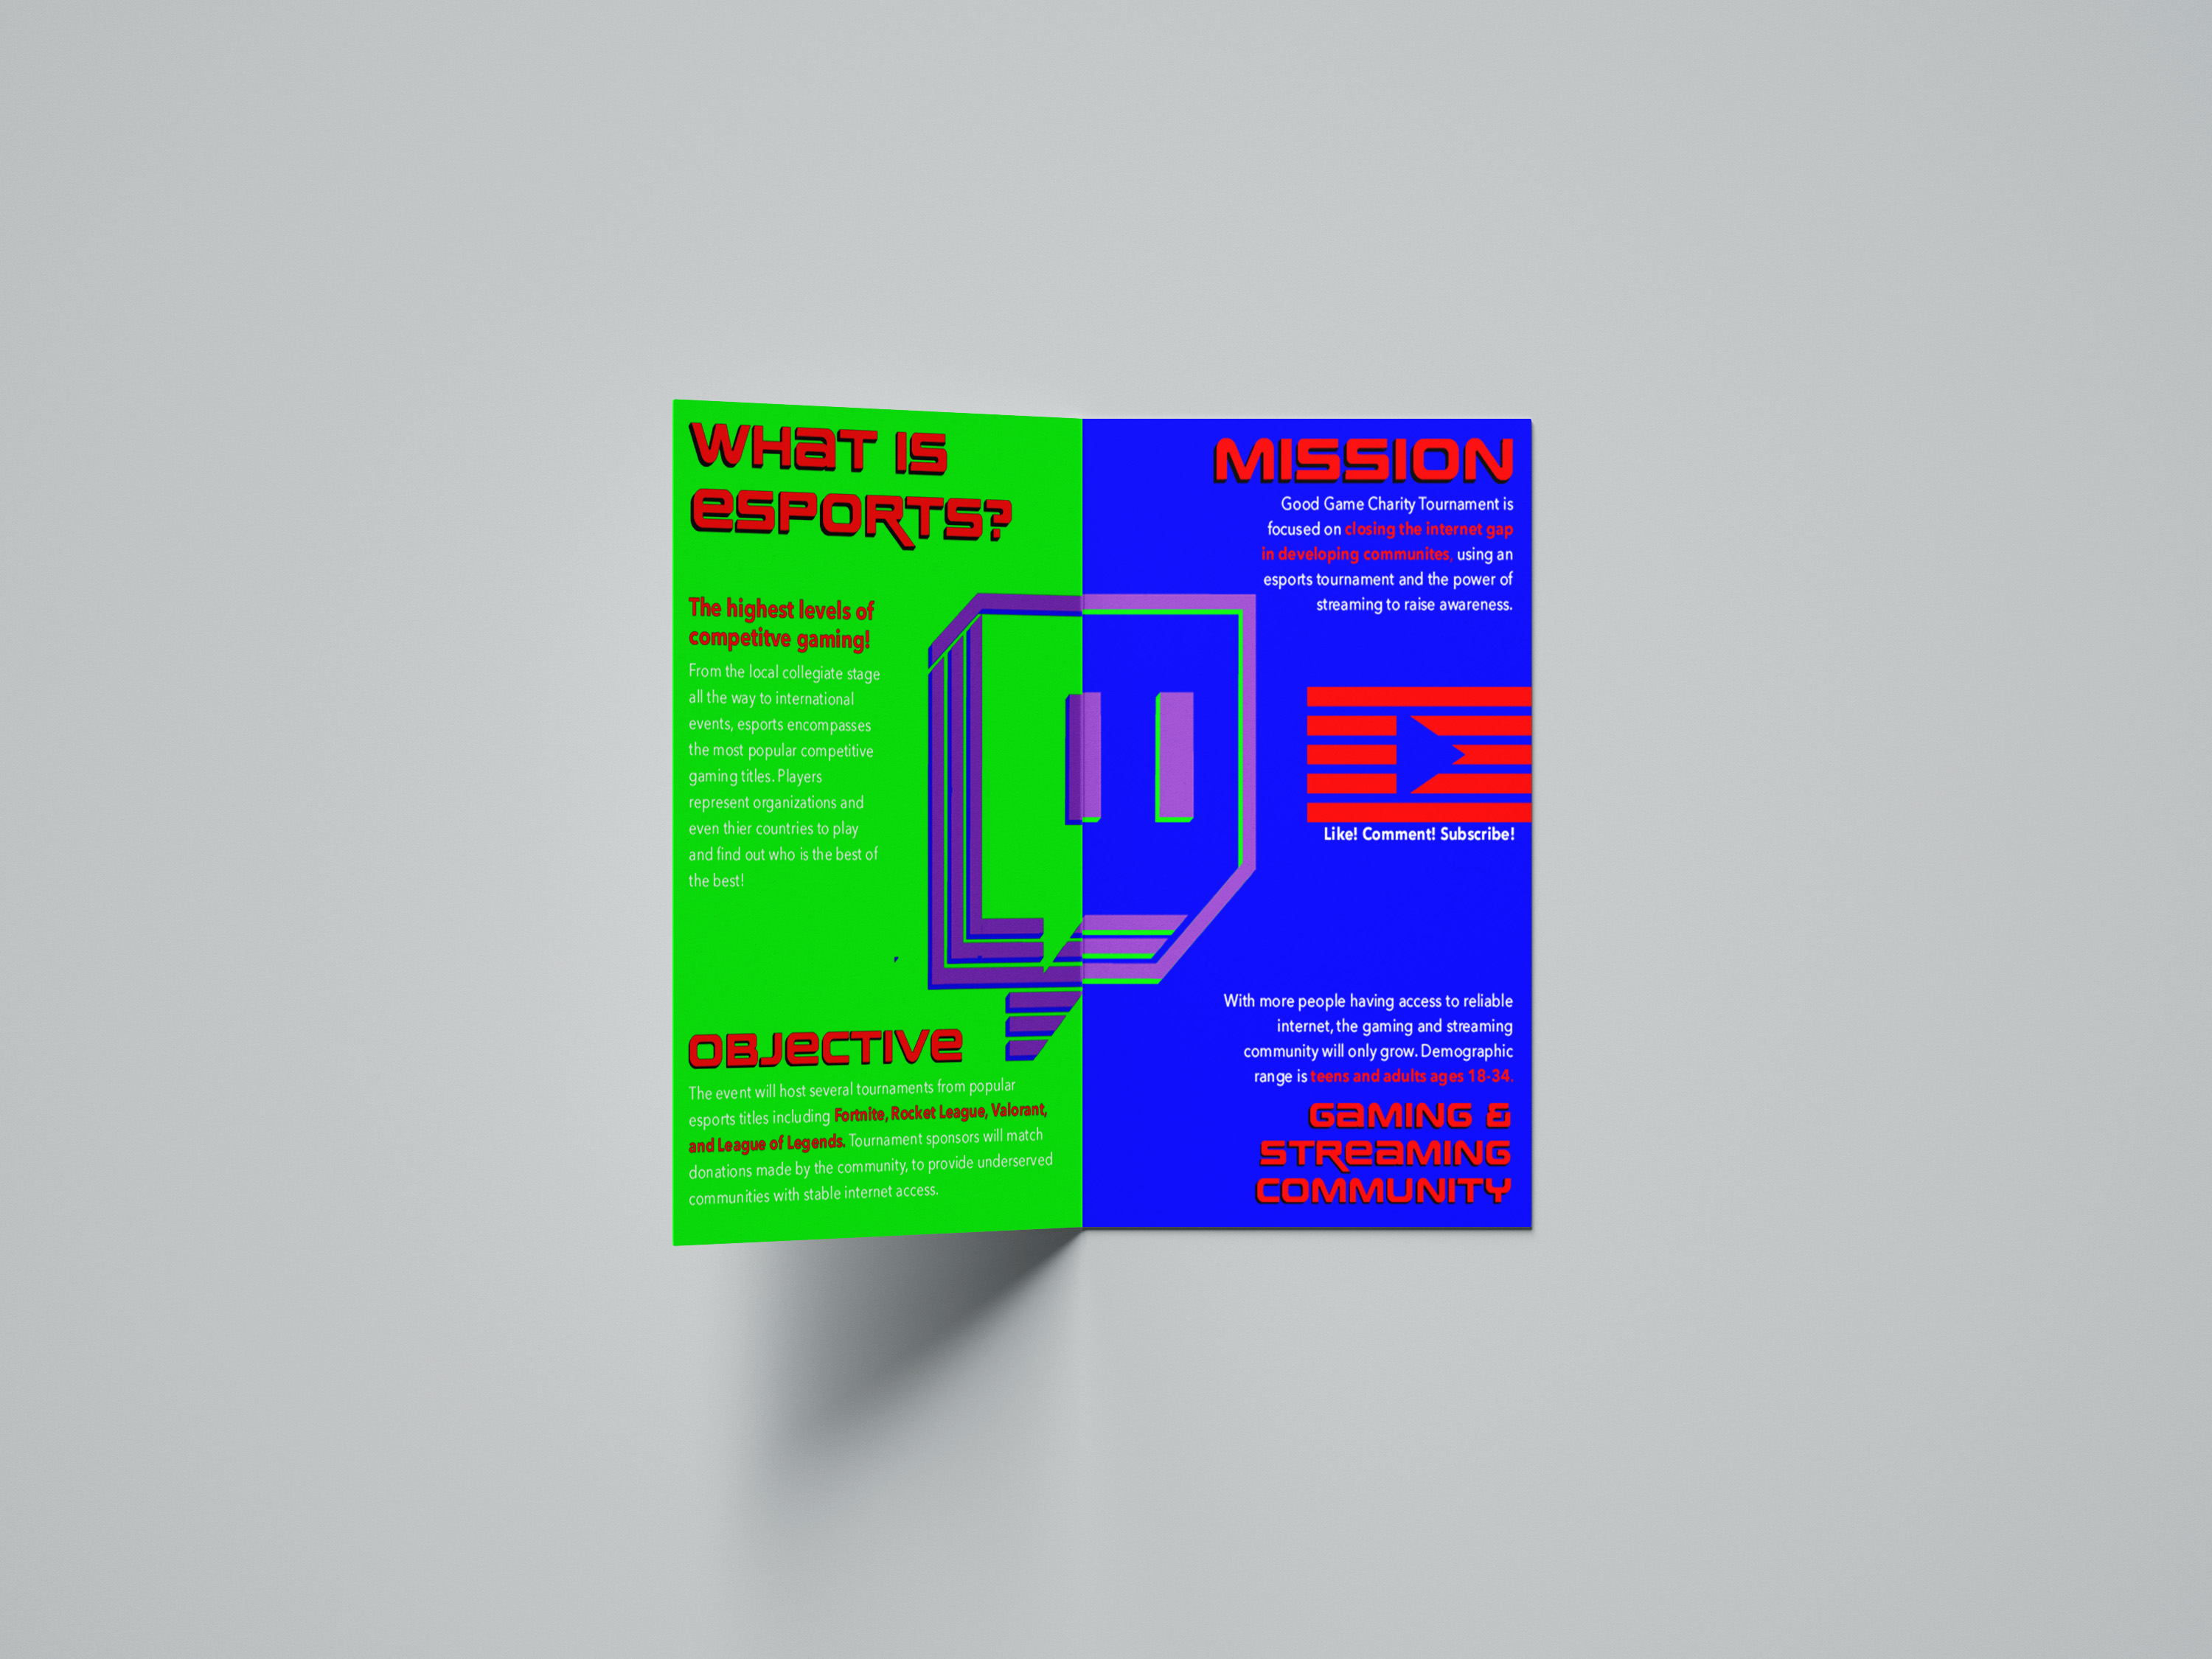 WHaT IS
eSPORTS?
The highest levels of
competitve gaming!
From the local collegiate stage
all the way to international
events, esports encompasses
the most popular competitive
gaming titles. Players
represent organizations and
even thier countries to play
and find out who is the best of
the best!
OBJeCTIVe
The event will host several tournaments from popular
esports titles including Fortnite, Rocket League, Valorant,
and League of Legends. Tournament sponsors will match
donations made by the community, to provide underserved
communities with stable internet access.
MISSION
Good Game Charity Tournament is
focused on closing the internet gap
in developing communites, using an
esports tournament and the power of
streaming to raise awareness.
Like! Comment! Subscribe!
With more people having access to reliable
internet, the gaming and streaming
community will only grow. Demographic
range is teens and adults ages 18-34.
GaMING &
STReaMING
COMMUNITY